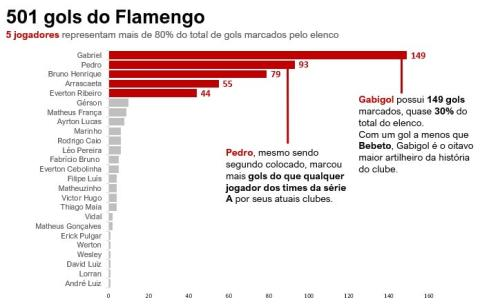 501 gols do Flamengo
5 jogadores representam mais de 80% do total de gols marcados pelo elenco
Gabriel 149
Pedro 93
Bruno Henrique 79
Arrascaeta 55
Everton Ribeiro 44
Gérson
Matheus França
Ayrton Lucas
Marinho
Rodrigo Caio
Léo Pereira
Fabrício Bruno
Everton Cebolinha
Filipe Luís
Matheuzinho
Victor Hugo
Thiago Maia
Vidal
Matheus Gonçalves
Erick Pulgar
Werton
Wesley
David Luiz
Lorran
André Luiz
0 20 40 60 80 100 120 140 160
Pedro, mesmo sendo
segundo colocado, marcou
mais gols do que qualquer
jogador dos times da série
A por seus atuais clubes.
Gabigol possui 149 gols
marcados, quase 30% do
total do elenco.
Com um gol a menos que
Bebeto, Gabigol é o oitavo
maior artilheiro da história
do clube.